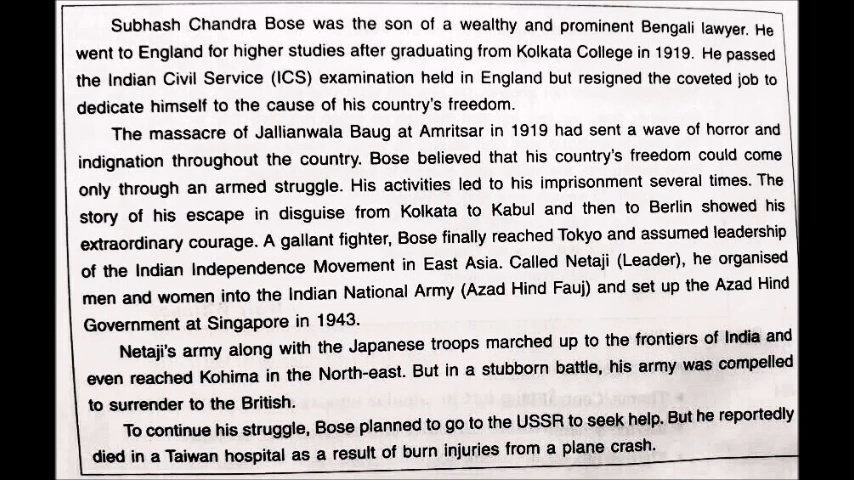 Subhash Chandra Bose was the son of a wealthy and prominent Bengali lawyer. He
went to England for higher studies after graduating from Kolkata College in 1919. He passed
the Indian Civil Service (ICS) examination held in England but resigned the coveted job to
dedicate himself to the cause of his country's freedom.
The massacre of Jallianwala Baug at Amritsar in 1919 had sent a wave of horror and
indignation throughout the country. Bose believed that his country's freedom could come
only through an armed struggle. His activities led to his imprisonment several times. The
story of his escape in disguise from Kolkata to Kabul and then to Berlin showed his
extraordinary courage. A gallant fighter, Bose finally reached Tokyo and assumed leadership
of the Indian Independence Movement in East Asia. Called Netaji (Leader), he organised
men and women into the Indian National Army (Azad Hind Fauj) and set up the Azad Hind
Government at Singapore in 1943.
Netaji's army along with the Japanese troops marched up to the frontiers of India and
even reached Kohima in the North-east. But in a stubborn battle, his army was compelled
to surrender to the British.
To continue his struggle, Bose planned to go to the USSR to seek help. But he reportedly
died in a Taiwan hospital as a result of burn injuries from a plane crash.